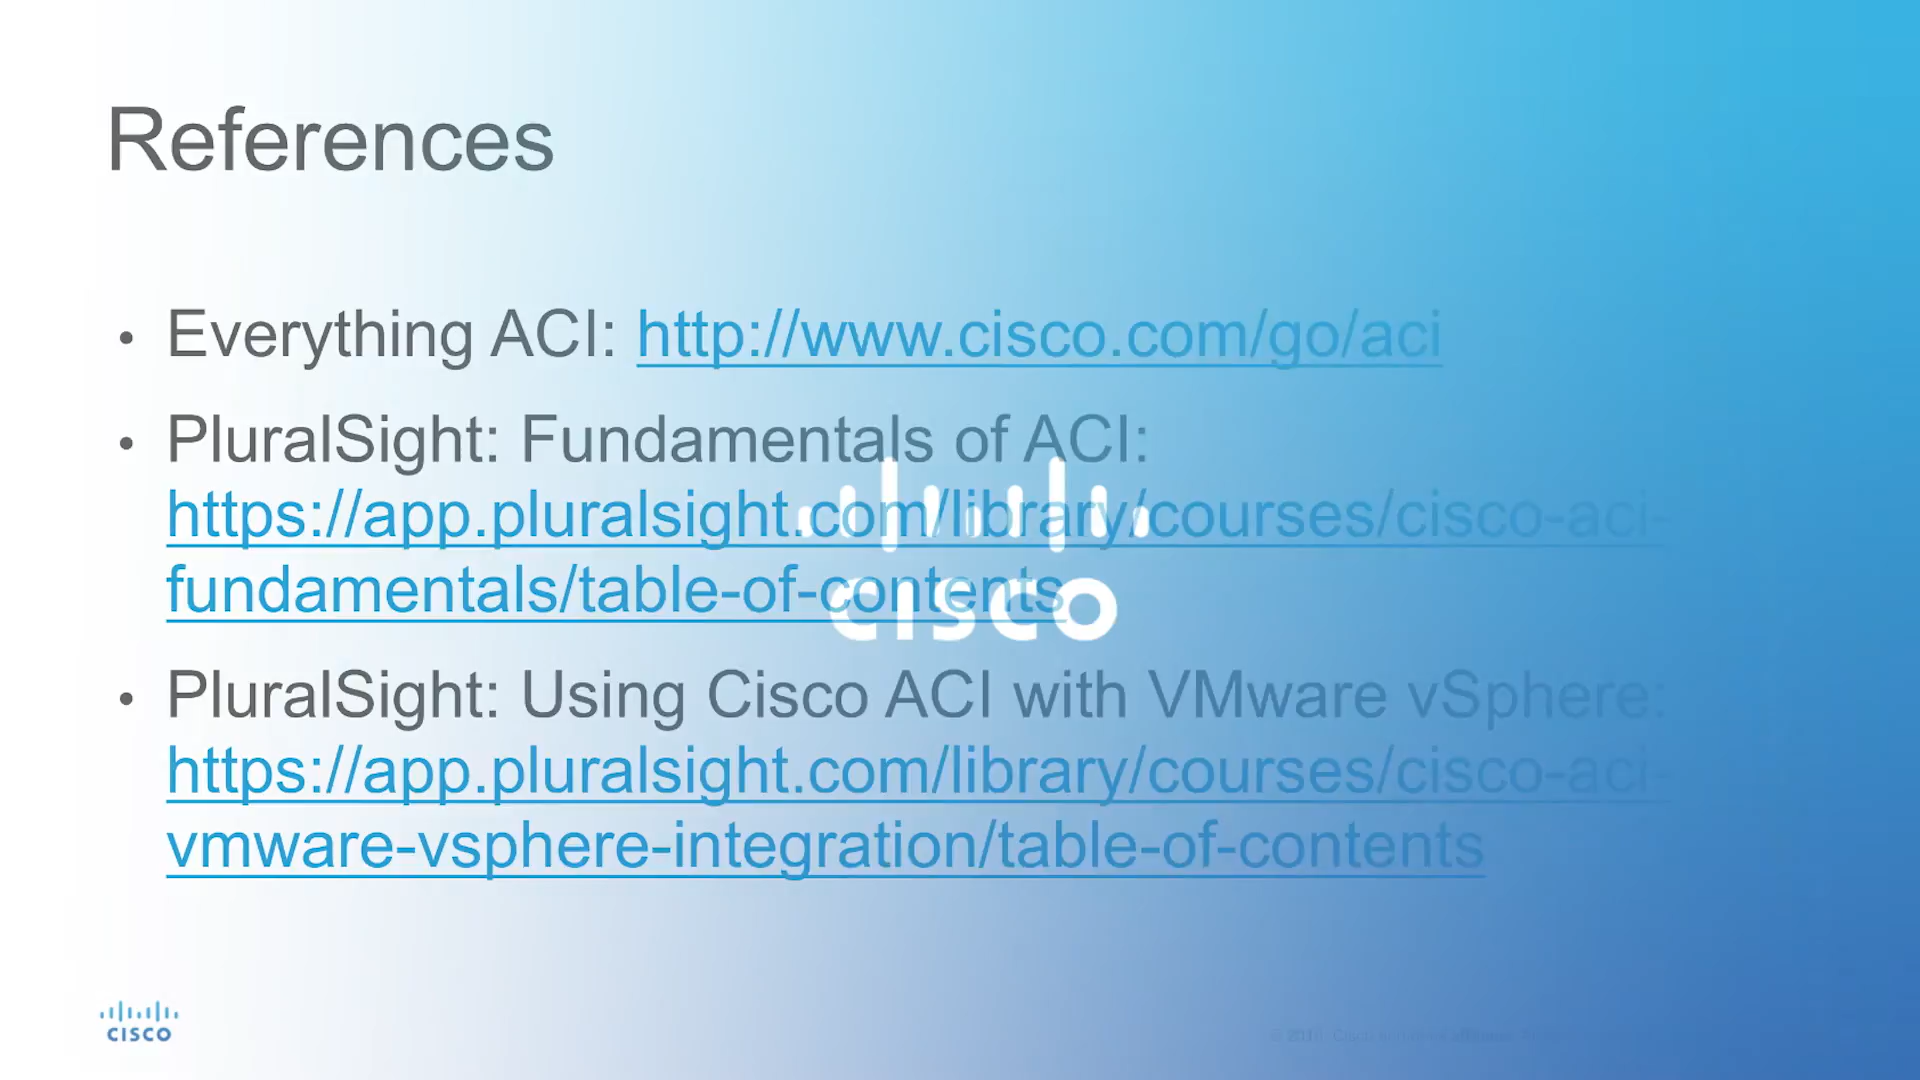 References
• Everything ACI: http://www.cisco.com/go/aci
• PluralSight: Fundamentals of ACI:
https://app.pluralsight.com/library/courses/cisco-aci-
fundamentals/table-of-contents
CISCO
• PluralSight: Using Cisco ACI with VMware vSphere:
https://app.pluralsight.com/library/courses/cisco-aci-
vmware-vsphere-integration/table-of-contents
CISCO